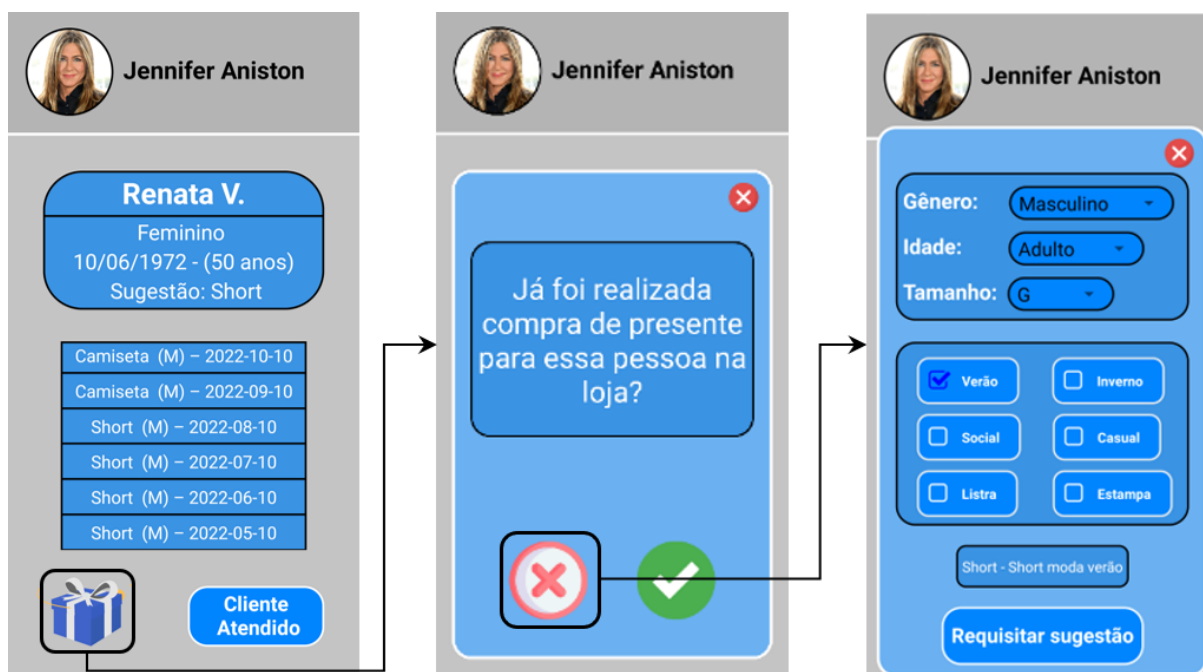 Jennifer Aniston
Renata V.
Feminino
10/06/1972 - (50 anos)
Sugestão: Short
Camiseta (M) – 2022-10-10
Camiseta (M) – 2022-09-10
Short (M) – 2022-08-10
Short (M) – 2022-07-10
Short (M) – 2022-06-10
Short (M) – 2022-05-10
Cliente
Atendido
Jennifer Aniston
Já foi realizada
compra de presente
para essa pessoa na
loja?
Jennifer Aniston
Gênero: Masculino
Idade: Adulto
Tamanho: G
Verão Inverno
Social Casual
Listra Estampa
Short - Short moda verão
Requisitar sugestão